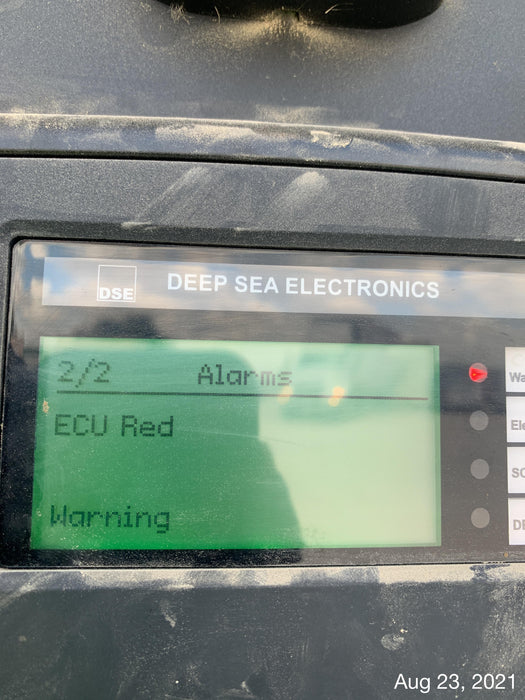 DSE DEEP SEA ELECTRONICS
2/2 Alarms
ECU Red
Warning
Aug 23, 2021